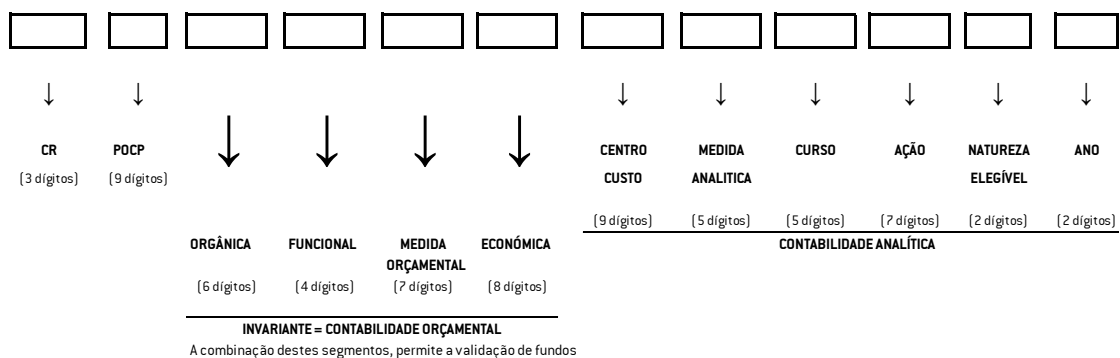 CR
(3 dígitos)
POCP
(9 dígitos)
ORGÂNICA
(6 dígitos)
FUNCIONAL
(4 dígitos)
MEDIDA
ORÇAMENTAL
(7 dígitos)
ECONÓMICA
(8 dígitos)
INVARIANTE = CONTABILIDADE ORÇAMENTAL
A combinação destes segmentos, permite a validação de fundos
CENTRO
CUSTO
(9 dígitos)
MEDIDA
ANALITICA
(5 dígitos)
CURSO
(5 dígitos)
AÇÃO
(7 dígitos)
NATUREZA
ELEGÍVEL
(2 dígitos)
ANO
(2 dígitos)
CONTABILIDADE ANALÍTICA